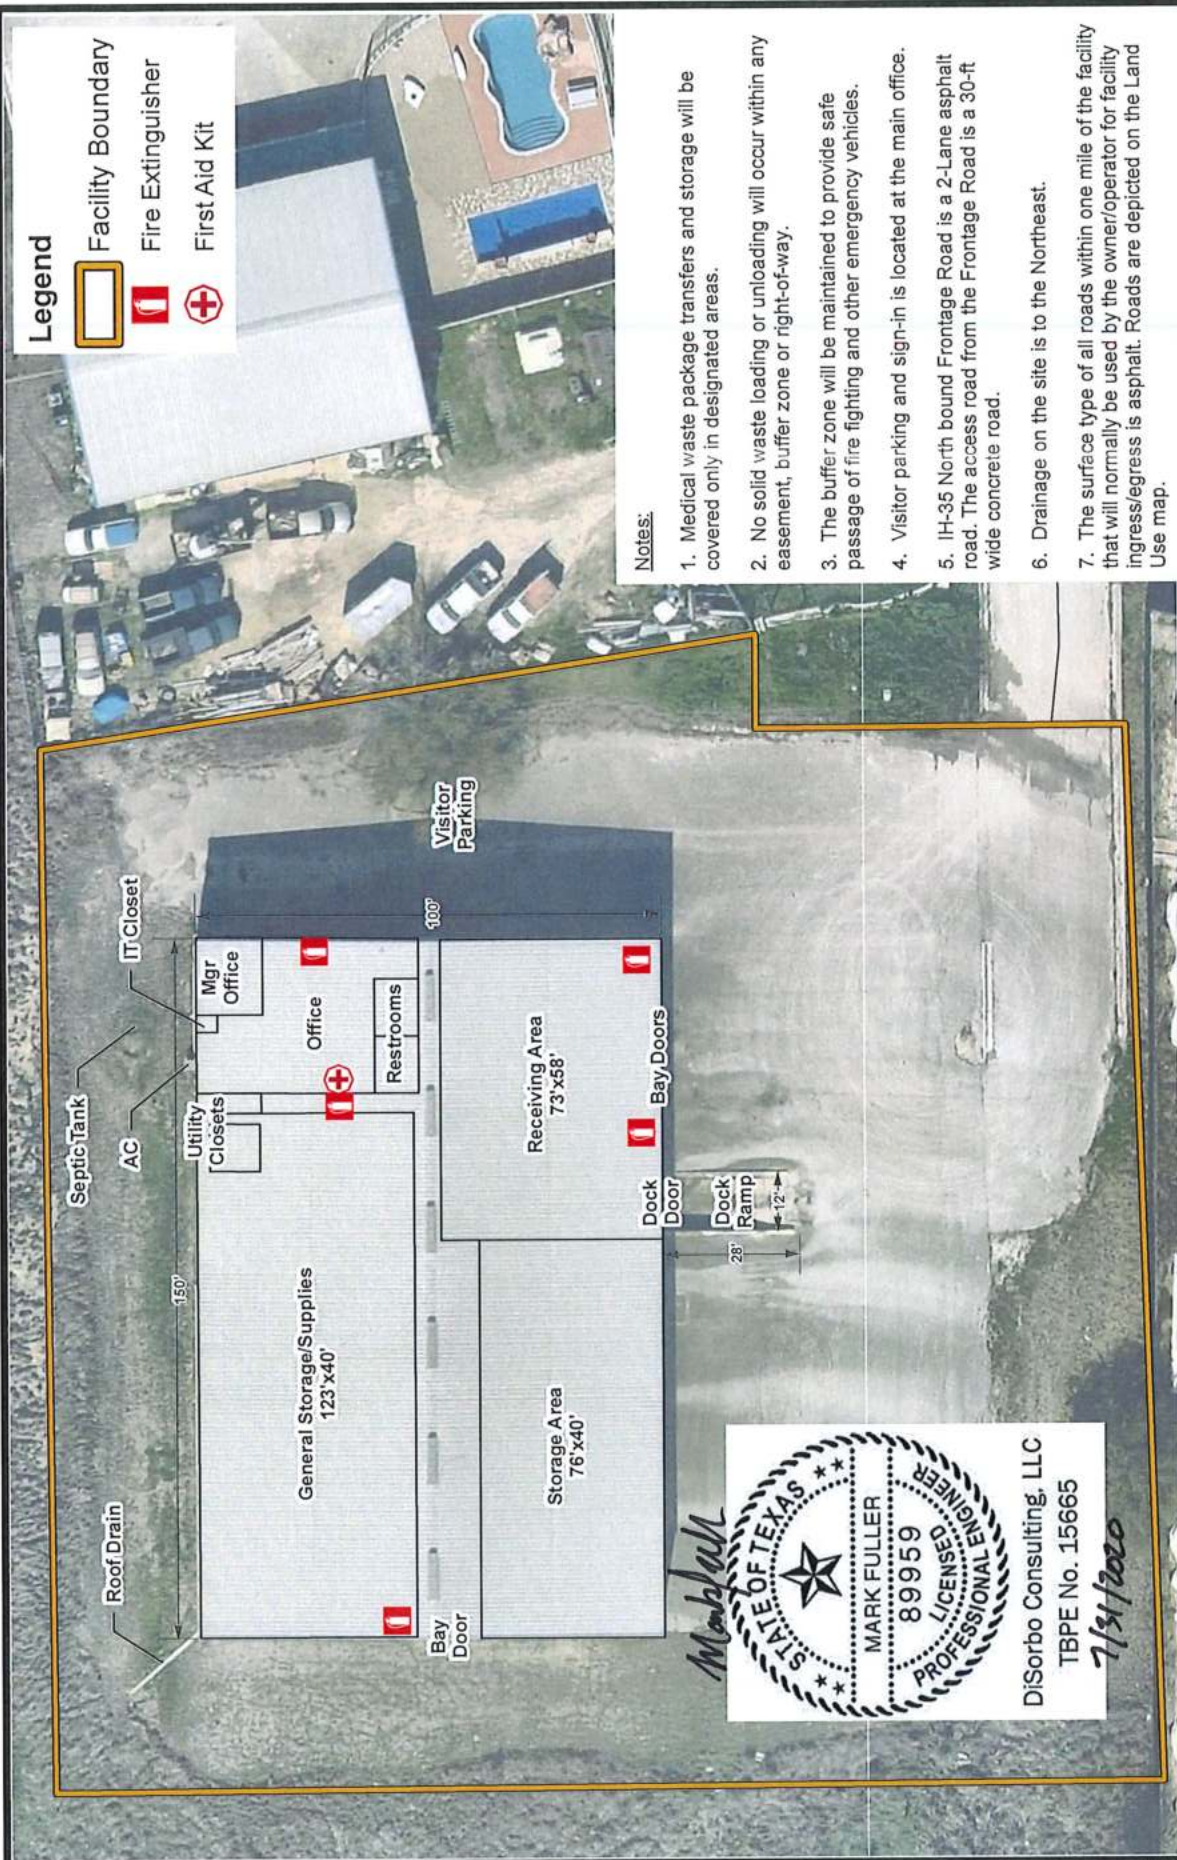 Legend
Facility Boundary
Fire Extinguisher
First Aid Kit
Notes:
1. Medical waste package transfers and storage will be
covered only in designated areas.
2. No solid waste loading or unloading will occur within any
easement, buffer zone or right-of-way.
3. The buffer zone will be maintained to provide safe
passage of fire fighting and other emergency vehicles.
4. Visitor parking and sign-in is located at the main office.
5. IH-35 North bound Frontage Road is a 2-Lane asphalt
road. The access road from the Frontage Road is a 30-ft
wide concrete road.
6. Drainage on the site is to the Northeast.
7. The surface type of all roads within one mile of the facility
that will normally be used by the owner/operator for facility
ingress/egress is asphalt. Roads are depicted on the Land
Use map.
Roof Drain
Septic Tank
AC
IT Closet
150'
Utility
Closets
Mgr
Office
Office
Restrooms
General Storage/Supplies
123'x40'
100'
Visitor
Parking
Bay
Door
Storage Area
76'x40'
Receiving Area
73'x58'
Dock
Door
Bay Doors
Dock
Ramp
28'
12'
STATE OF TEXAS
MARK FULLER
89959
LICENSED
PROFESSIONAL ENGINEER
DiSorbo Consulting, LLC
TBPE No. 15665
7/31/2020